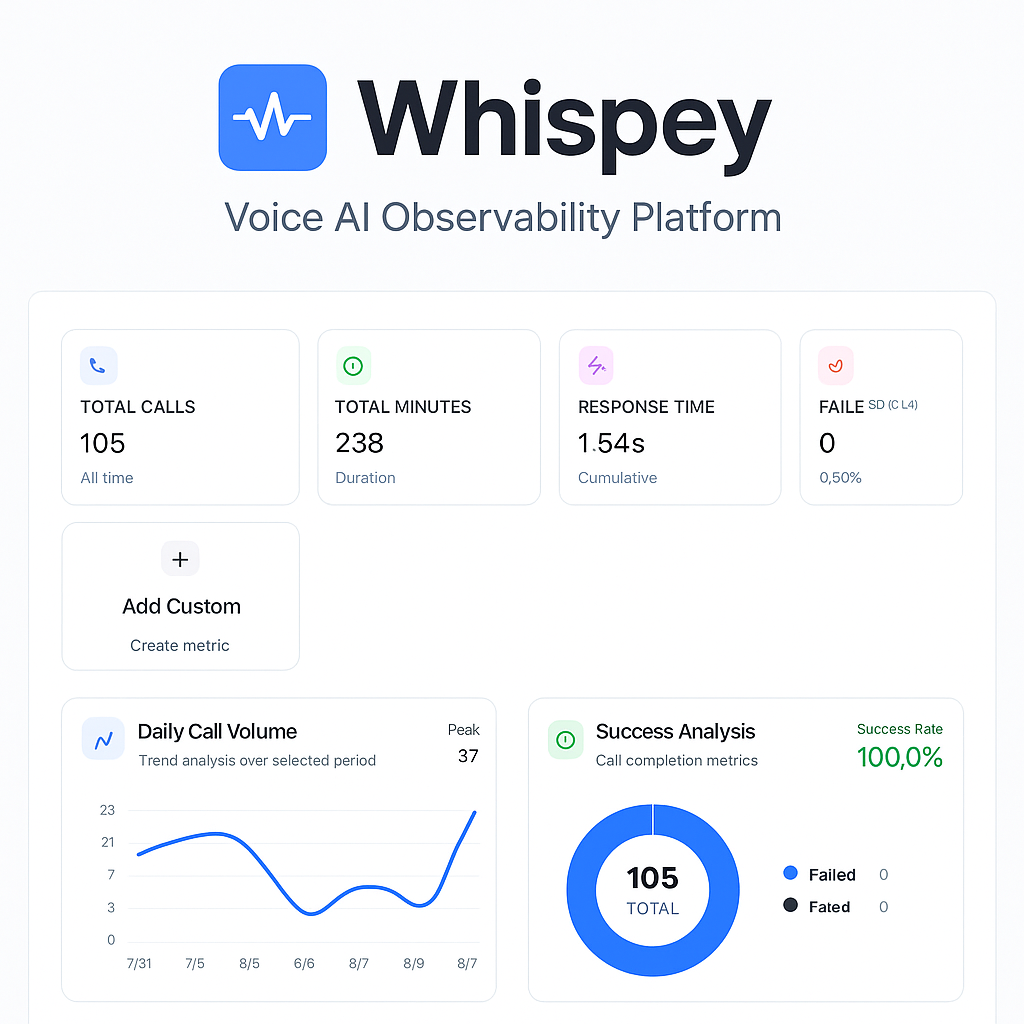 Whispey
Voice AI Observability Platform
TOTAL CALLS
105
All time
TOTAL MINUTES
238
Duration
RESPONSE TIME
1.54s
Cumulative
FAILE SD (C L4)
0
0,50%
+
Add Custom
Create metric
Daily Call Volume
Trend analysis over selected period
Peak
37
23
21
7
3
0
7/31 7/5 8/5 6/6 8/7 8/9 8/7
Success Analysis
Call completion metrics
Success Rate
100,0%
105
TOTAL
Failed 0
Fated 0